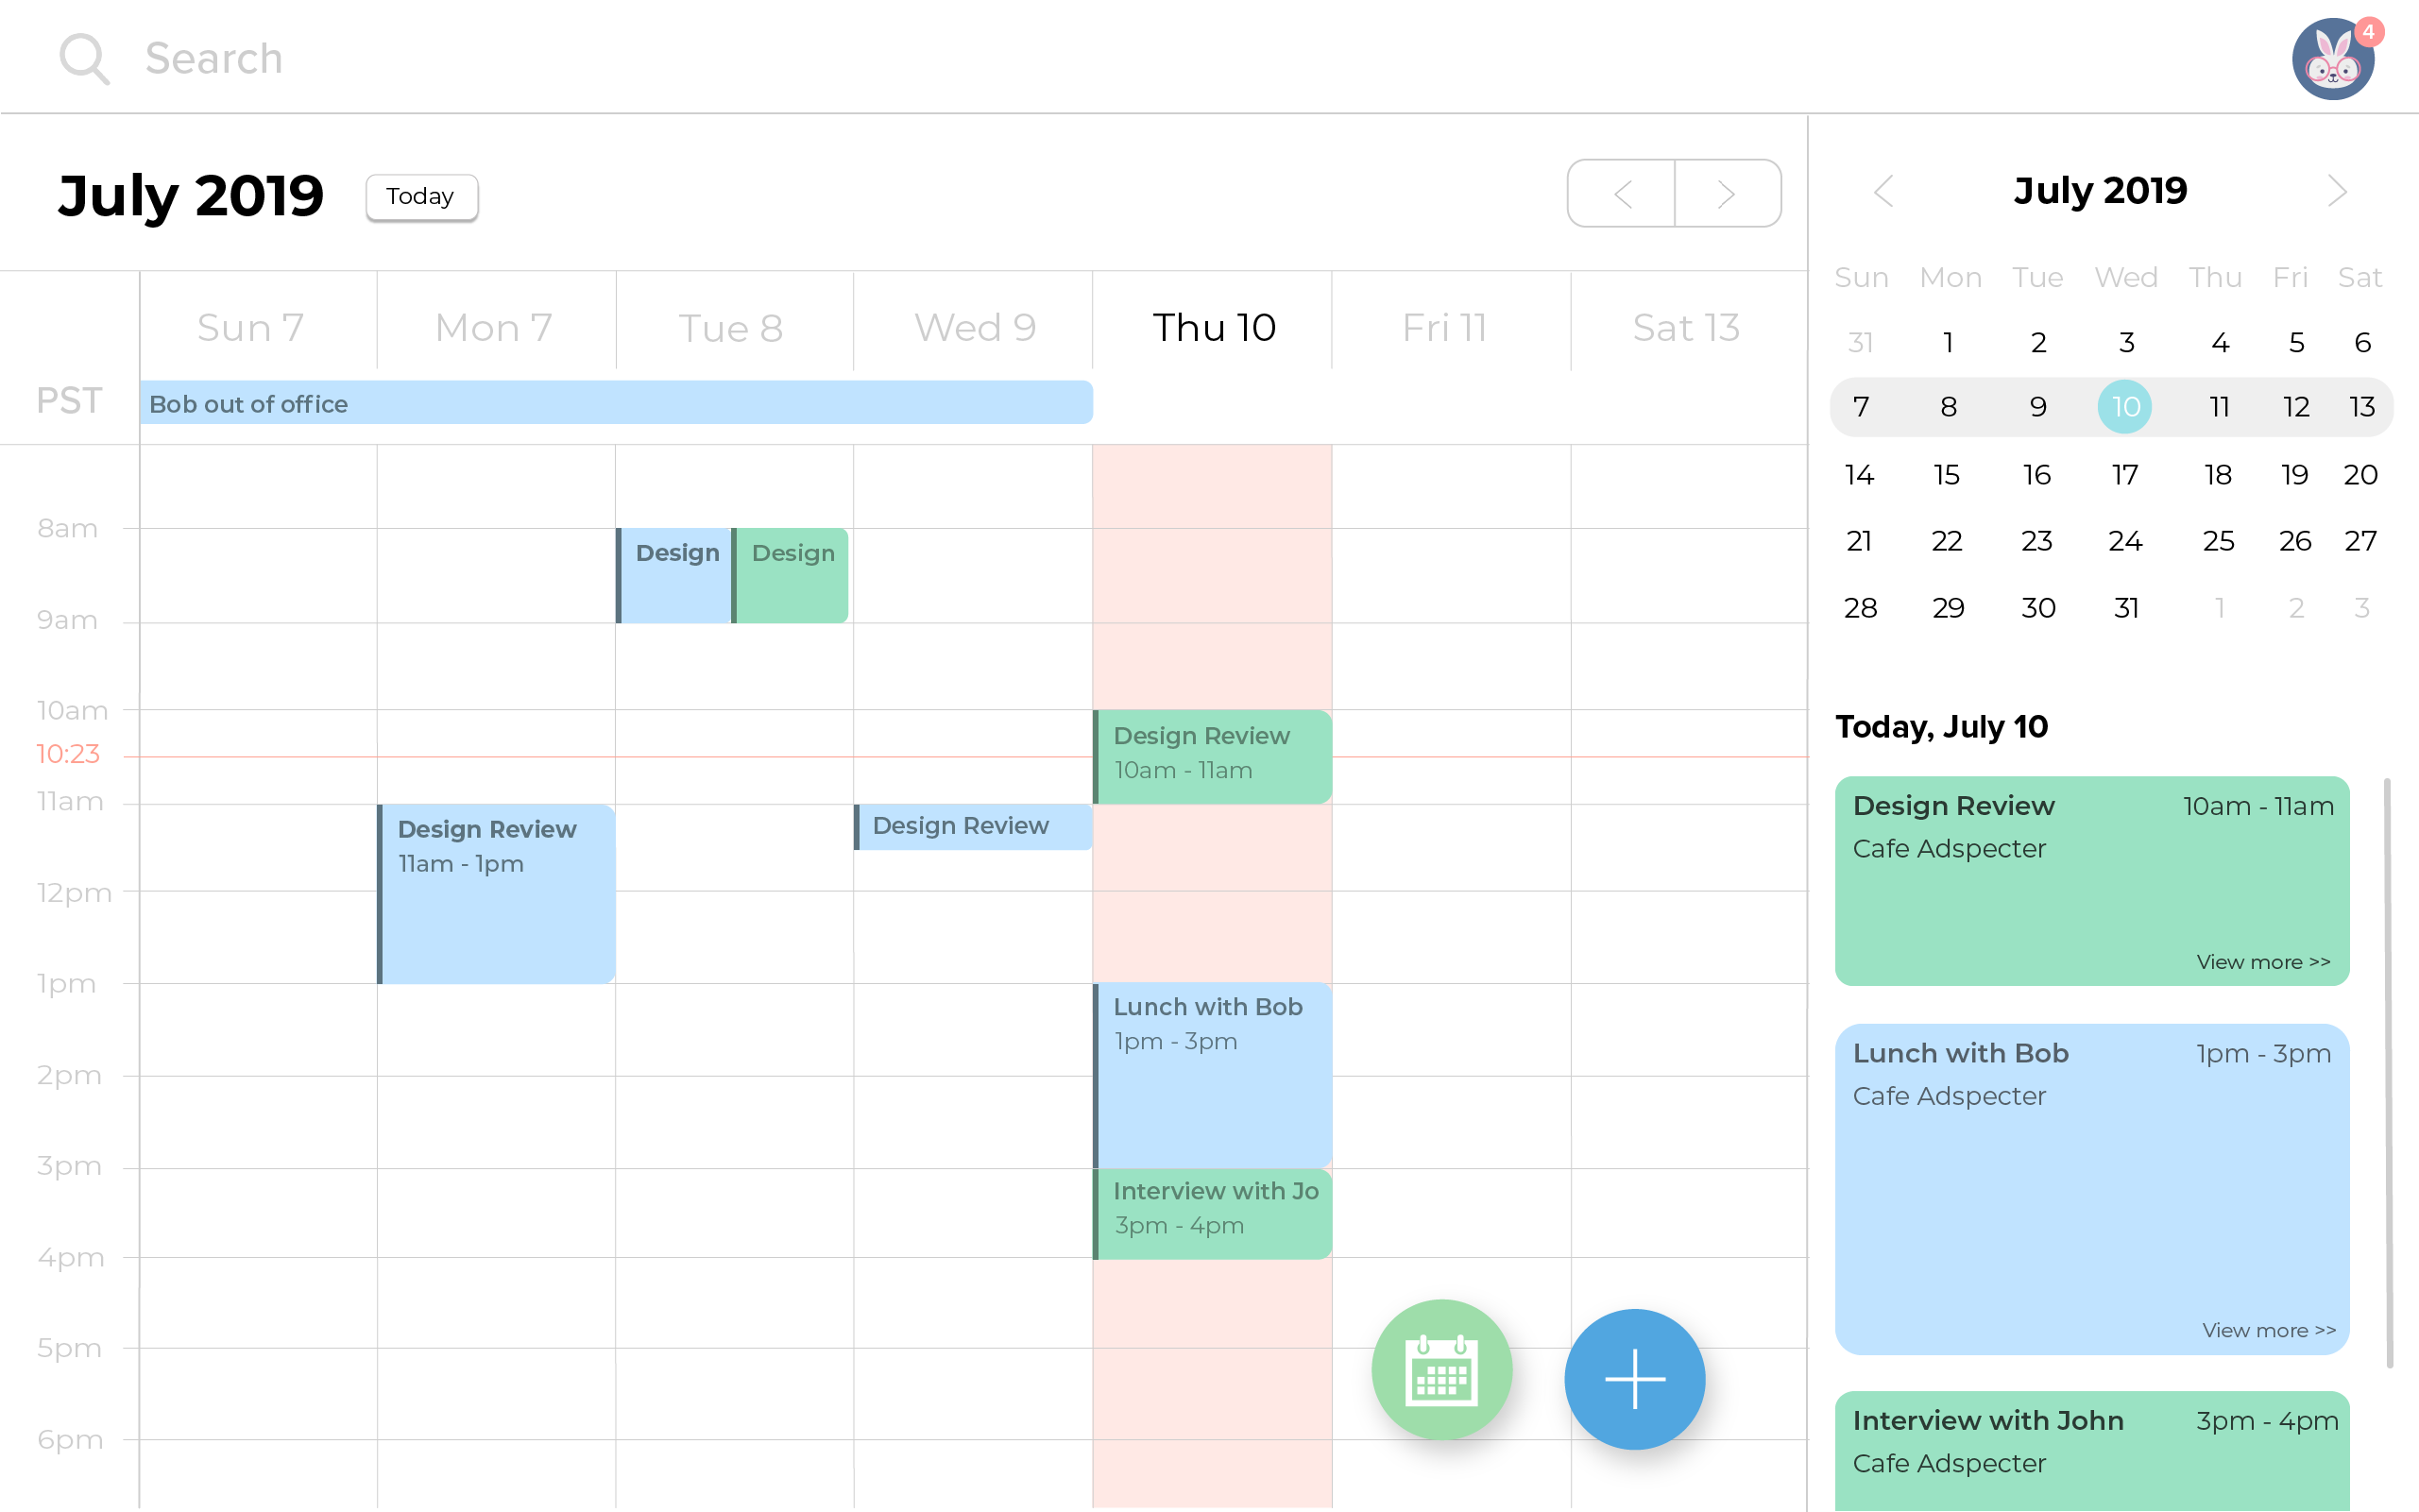 Search
4
July 2019
Today
Sun 7 Mon 7 Tue 8 Wed 9 Thu 10 Fri 11 Sat 13
PST
Bob out of office
8am
Design
Design
9am
10am
Design Review
10am - 11am
10:23
11am
Design Review
11am - 1pm
Design Review
12pm
1pm
Lunch with Bob
1pm - 3pm
2pm
3pm
Interview with Jo
3pm - 4pm
4pm
5pm
6pm
July 2019
Sun Mon Tue Wed Thu Fri Sat
31 1 2 3 4 5 6
7 8 9 10 11 12 13
14 15 16 17 18 19 20
21 22 23 24 25 26 27
28 29 30 31 1 2 3
Today, July 10
Design Review 10am - 11am
Cafe Adspecter
View more >>
Lunch with Bob 1pm - 3pm
Cafe Adspecter
View more >>
Interview with John 3pm - 4pm
Cafe Adspecter